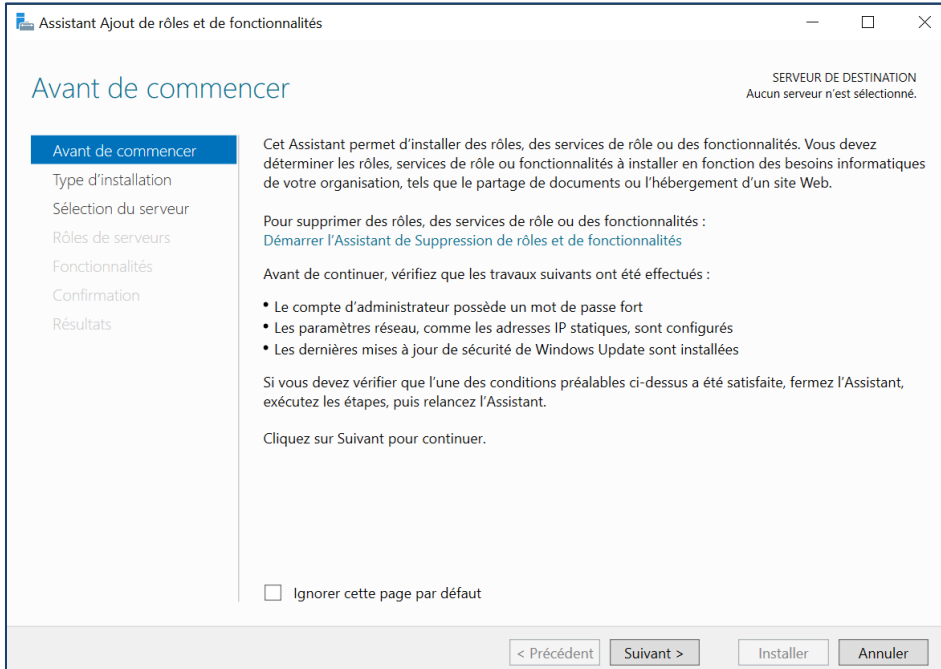 Assistant Ajout de rôles et de fonctionnalités
Avant de commencer
SERVEUR DE DESTINATION
Aucun serveur n'est sélectionné.
Avant de commencer
Type d'installation
Sélection du serveur
Rôles de serveurs
Fonctionnalités
Confirmation
Résultats
Cet Assistant permet d'installer des rôles, des services de rôle ou des fonctionnalités. Vous devez
déterminer les rôles, services de rôle ou fonctionnalités à installer en fonction des besoins informatiques
de votre organisation, tels que le partage de documents ou l'hébergement d'un site Web.
Pour supprimer des rôles, des services de rôle ou des fonctionnalités :
Démarrer l'Assistant de Suppression de rôles et de fonctionnalités
Avant de continuer, vérifiez que les travaux suivants ont été effectués :
• Le compte d'administrateur possède un mot de passe fort
• Les paramètres réseau, comme les adresses IP statiques, sont configurés
• Les dernières mises à jour de sécurité de Windows Update sont installées
Si vous devez vérifier que l'une des conditions préalables ci-dessus a été satisfaite, fermez l'Assistant,
exécutez les étapes, puis relancez l'Assistant.
Cliquez sur Suivant pour continuer.
Ignorer cette page par défaut
< Précédent
Suivant >
Installer
Annuler